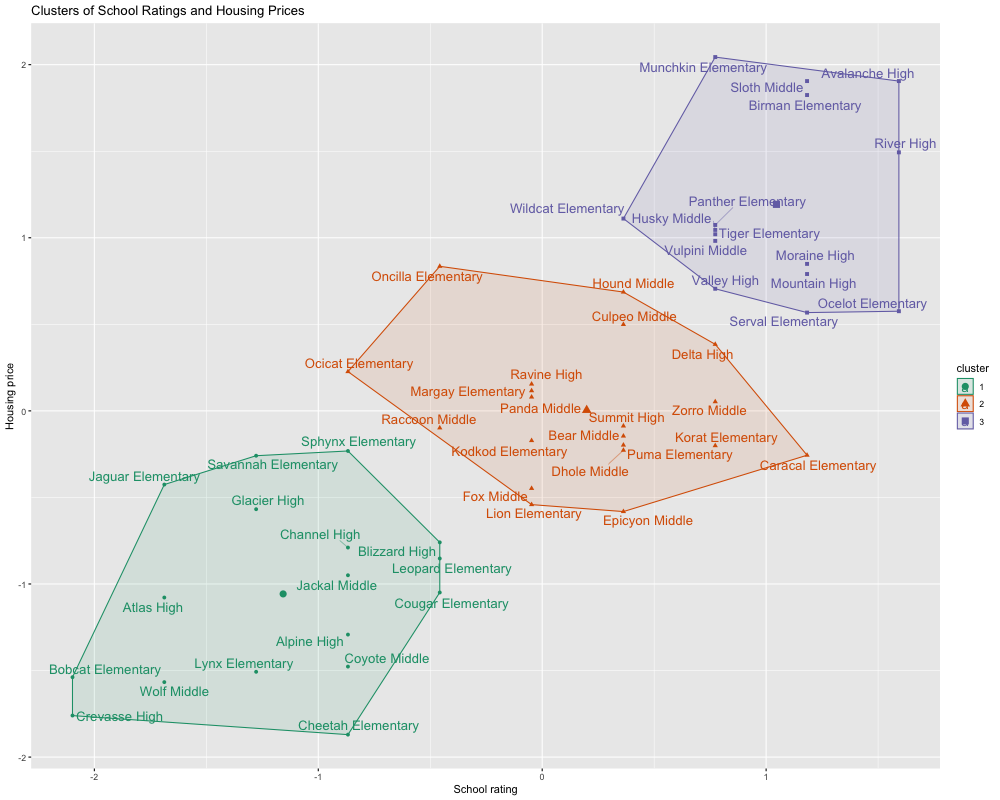 Clusters of School Ratings and Housing Prices
Munchkin Elementary
Avalanche High
Sloth Middle
Birman Elementary
River High
Panther Elementary
Wildcat Elementary
Husky Middle
Tiger Elementary
Vulpini Middle
Moraine High
Valley High
Mountain High
Ocelot Elementary
Serval Elementary
Oncilla Elementary
Hound Middle
Culpeo Middle
Delta High
Ocicat Elementary
Ravine High
Margay Elementary
Panda Middle
Zorro Middle
Summit High
Raccoon Middle
Bear Middle
Korat Elementary
Kodkod Elementary
Puma Elementary
Caracal Elementary
Dhole Middle
Fox Middle
Lion Elementary
Epicyon Middle
Sphynx Elementary
Savannah Elementary
Jaguar Elementary
Glacier High
Channel High
Blizzard High
Leopard Elementary
Jackal Middle
Cougar Elementary
Atlas High
Alpine High
Coyote Middle
Lynx Elementary
Bobcat Elementary
Wolf Middle
Crevasse High
Cheetah Elementary
2
1
0
-1
-2
Housing price
-2
-1
0
1
School rating
cluster
1
2
3